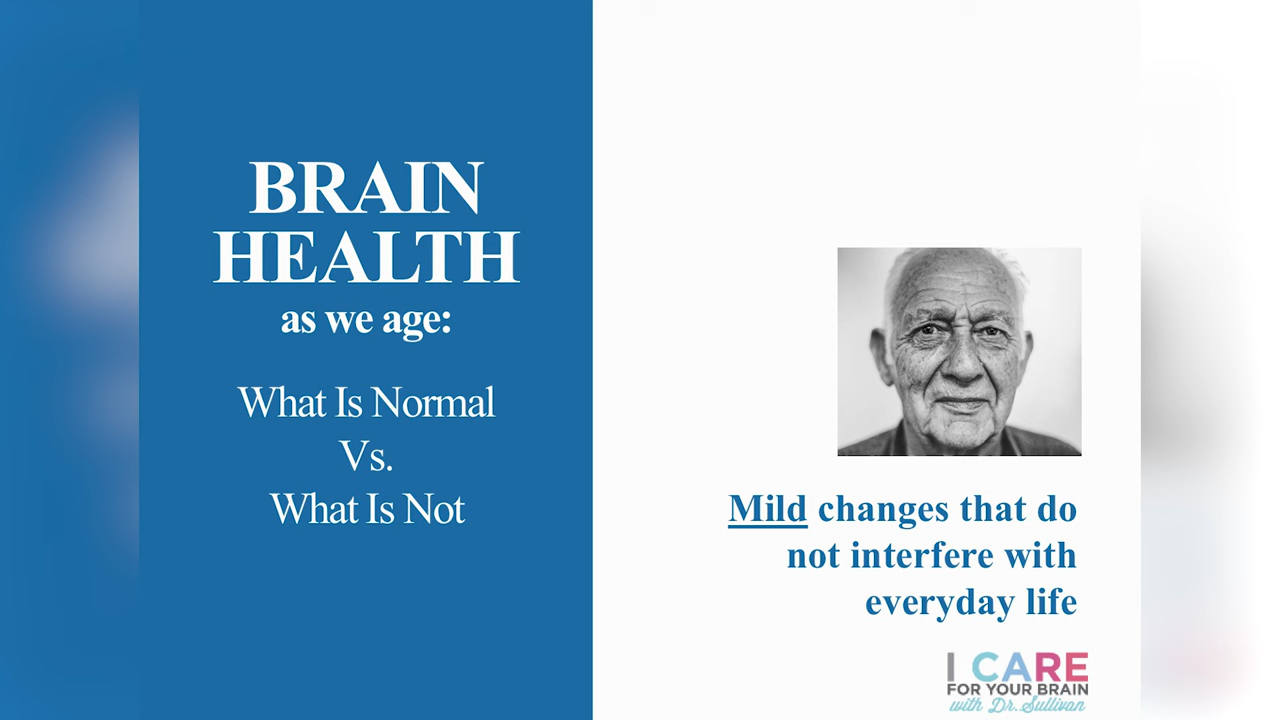 BRAIN
HEALTH
as we age:
What Is Normal
Vs.
What Is Not
Mild changes that do
not interfere with
everyday life
I CARE
FOR YOUR BRAIN
with Dr. Sullivan